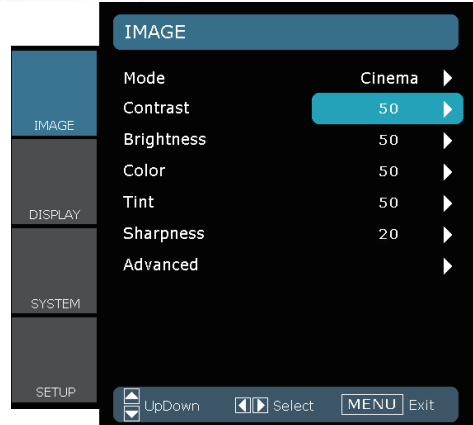 IMAGE
Mode Cinema
Contrast 50
Brightness 50
Color 50
Tint 50
Sharpness 20
Advanced
IMAGE
DISPLAY
SYSTEM
SETUP
UpDown Select MENU Exit